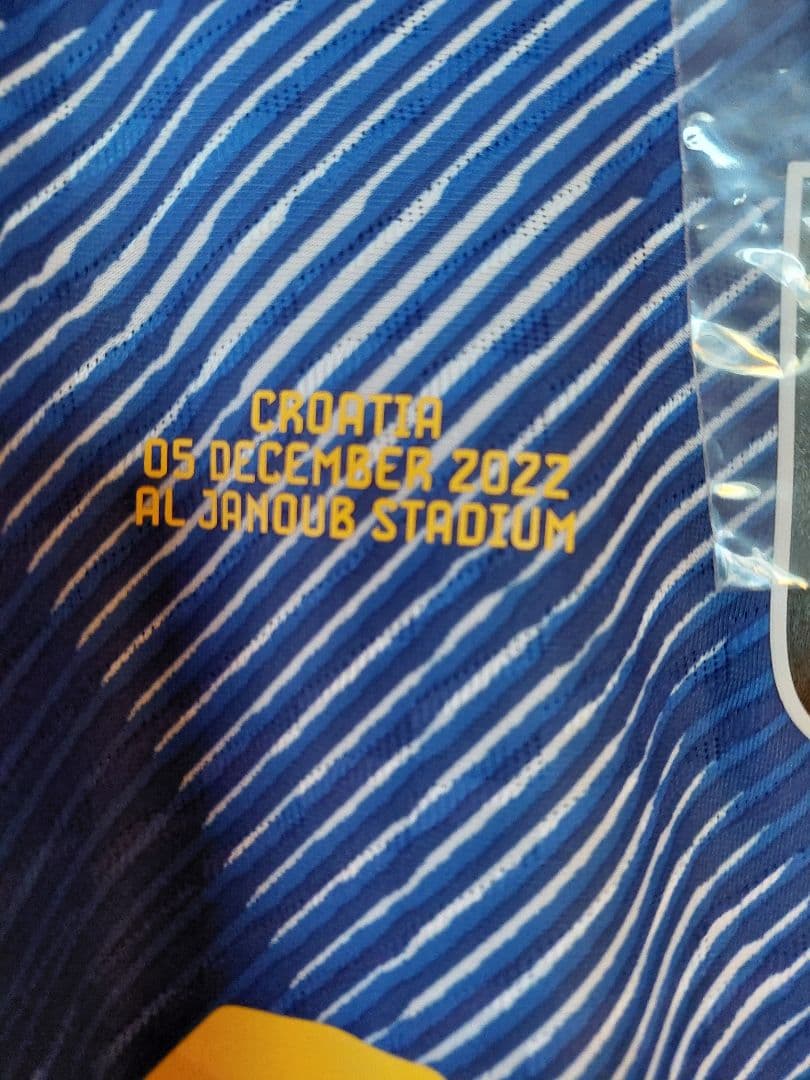 CROATIA
05 DECEMBER 2022
AL JANOUB STADIUM